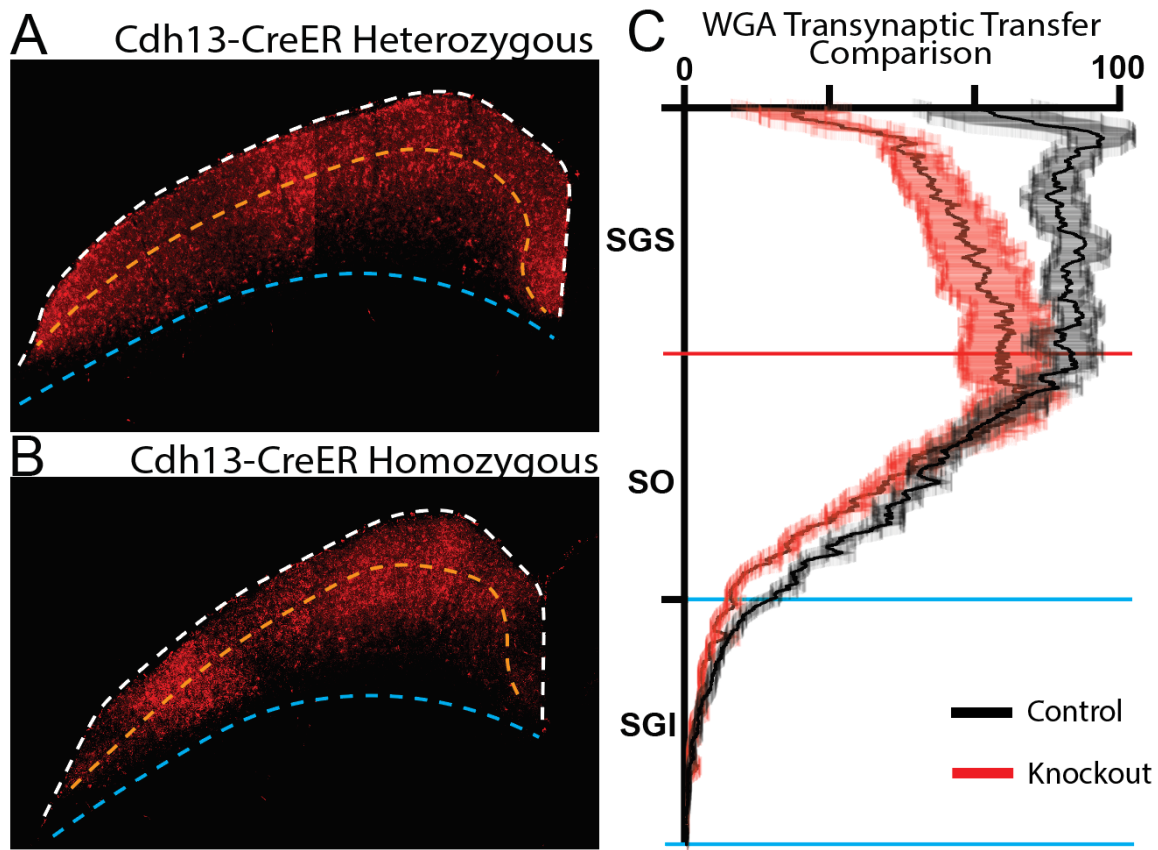 A
Cdh13-CreER Heterozygous
B
Cdh13-CreER Homozygous
C
WGA Transynaptic Transfer
Comparison
0
100
SGS
SO
SGI
Control
Knockout